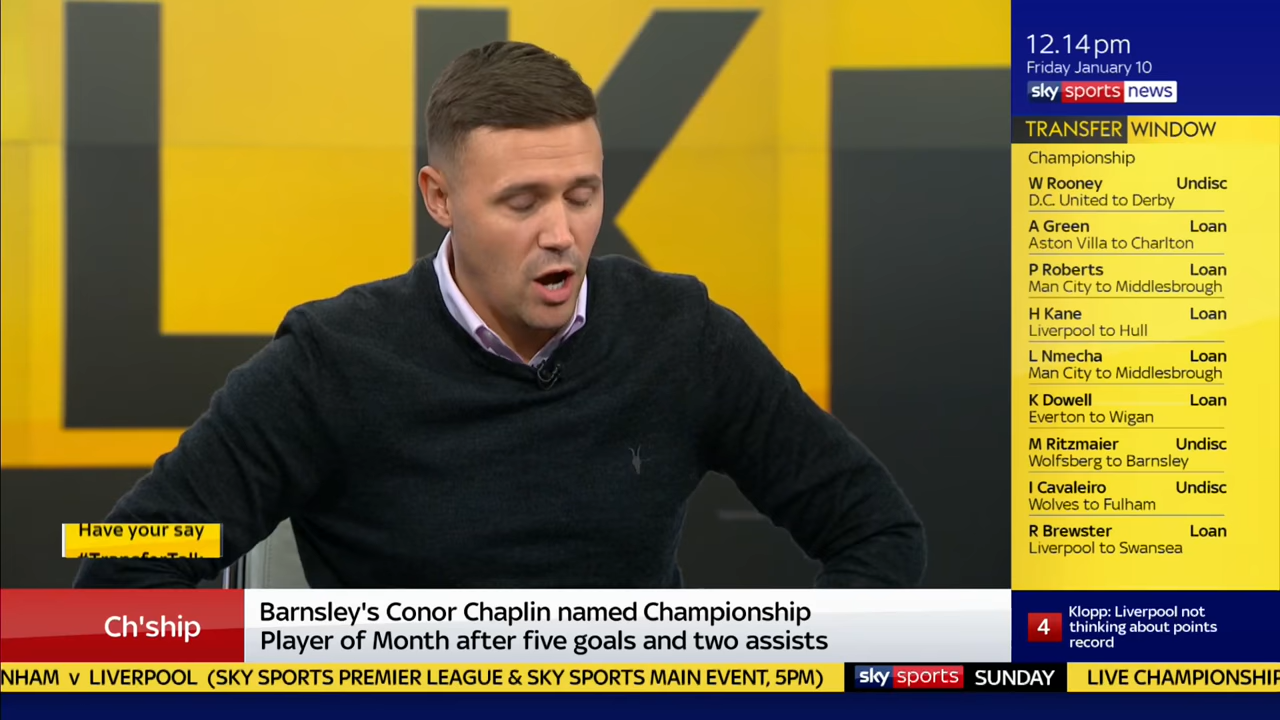 LK
12.14pm
Friday January 10
sky sports news
TRANSFER WINDOW
Championship
W Rooney Undisc
D.C. United to Derby
A Green Loan
Aston Villa to Charlton
P Roberts Loan
Man City to Middlesbrough
H Kane Loan
Liverpool to Hull
L Nmecha Loan
Man City to Middlesbrough
K Dowell Loan
Everton to Wigan
M Ritzmaier Undisc
Wolfsberg to Barnsley
I Cavaleiro Undisc
Wolves to Fulham
R Brewster Loan
Liverpool to Swansea
Have your say
#TransferTalk
Ch'ship
Barnsley's Conor Chaplin named Championship
Player of Month after five goals and two assists
4
Klopp: Liverpool not
thinking about points
record
NHAM v LIVERPOOL (SKY SPORTS PREMIER LEAGUE & SKY SPORTS MAIN EVENT, 5PM) sky sports SUNDAY LIVE CHAMPIONSHIP